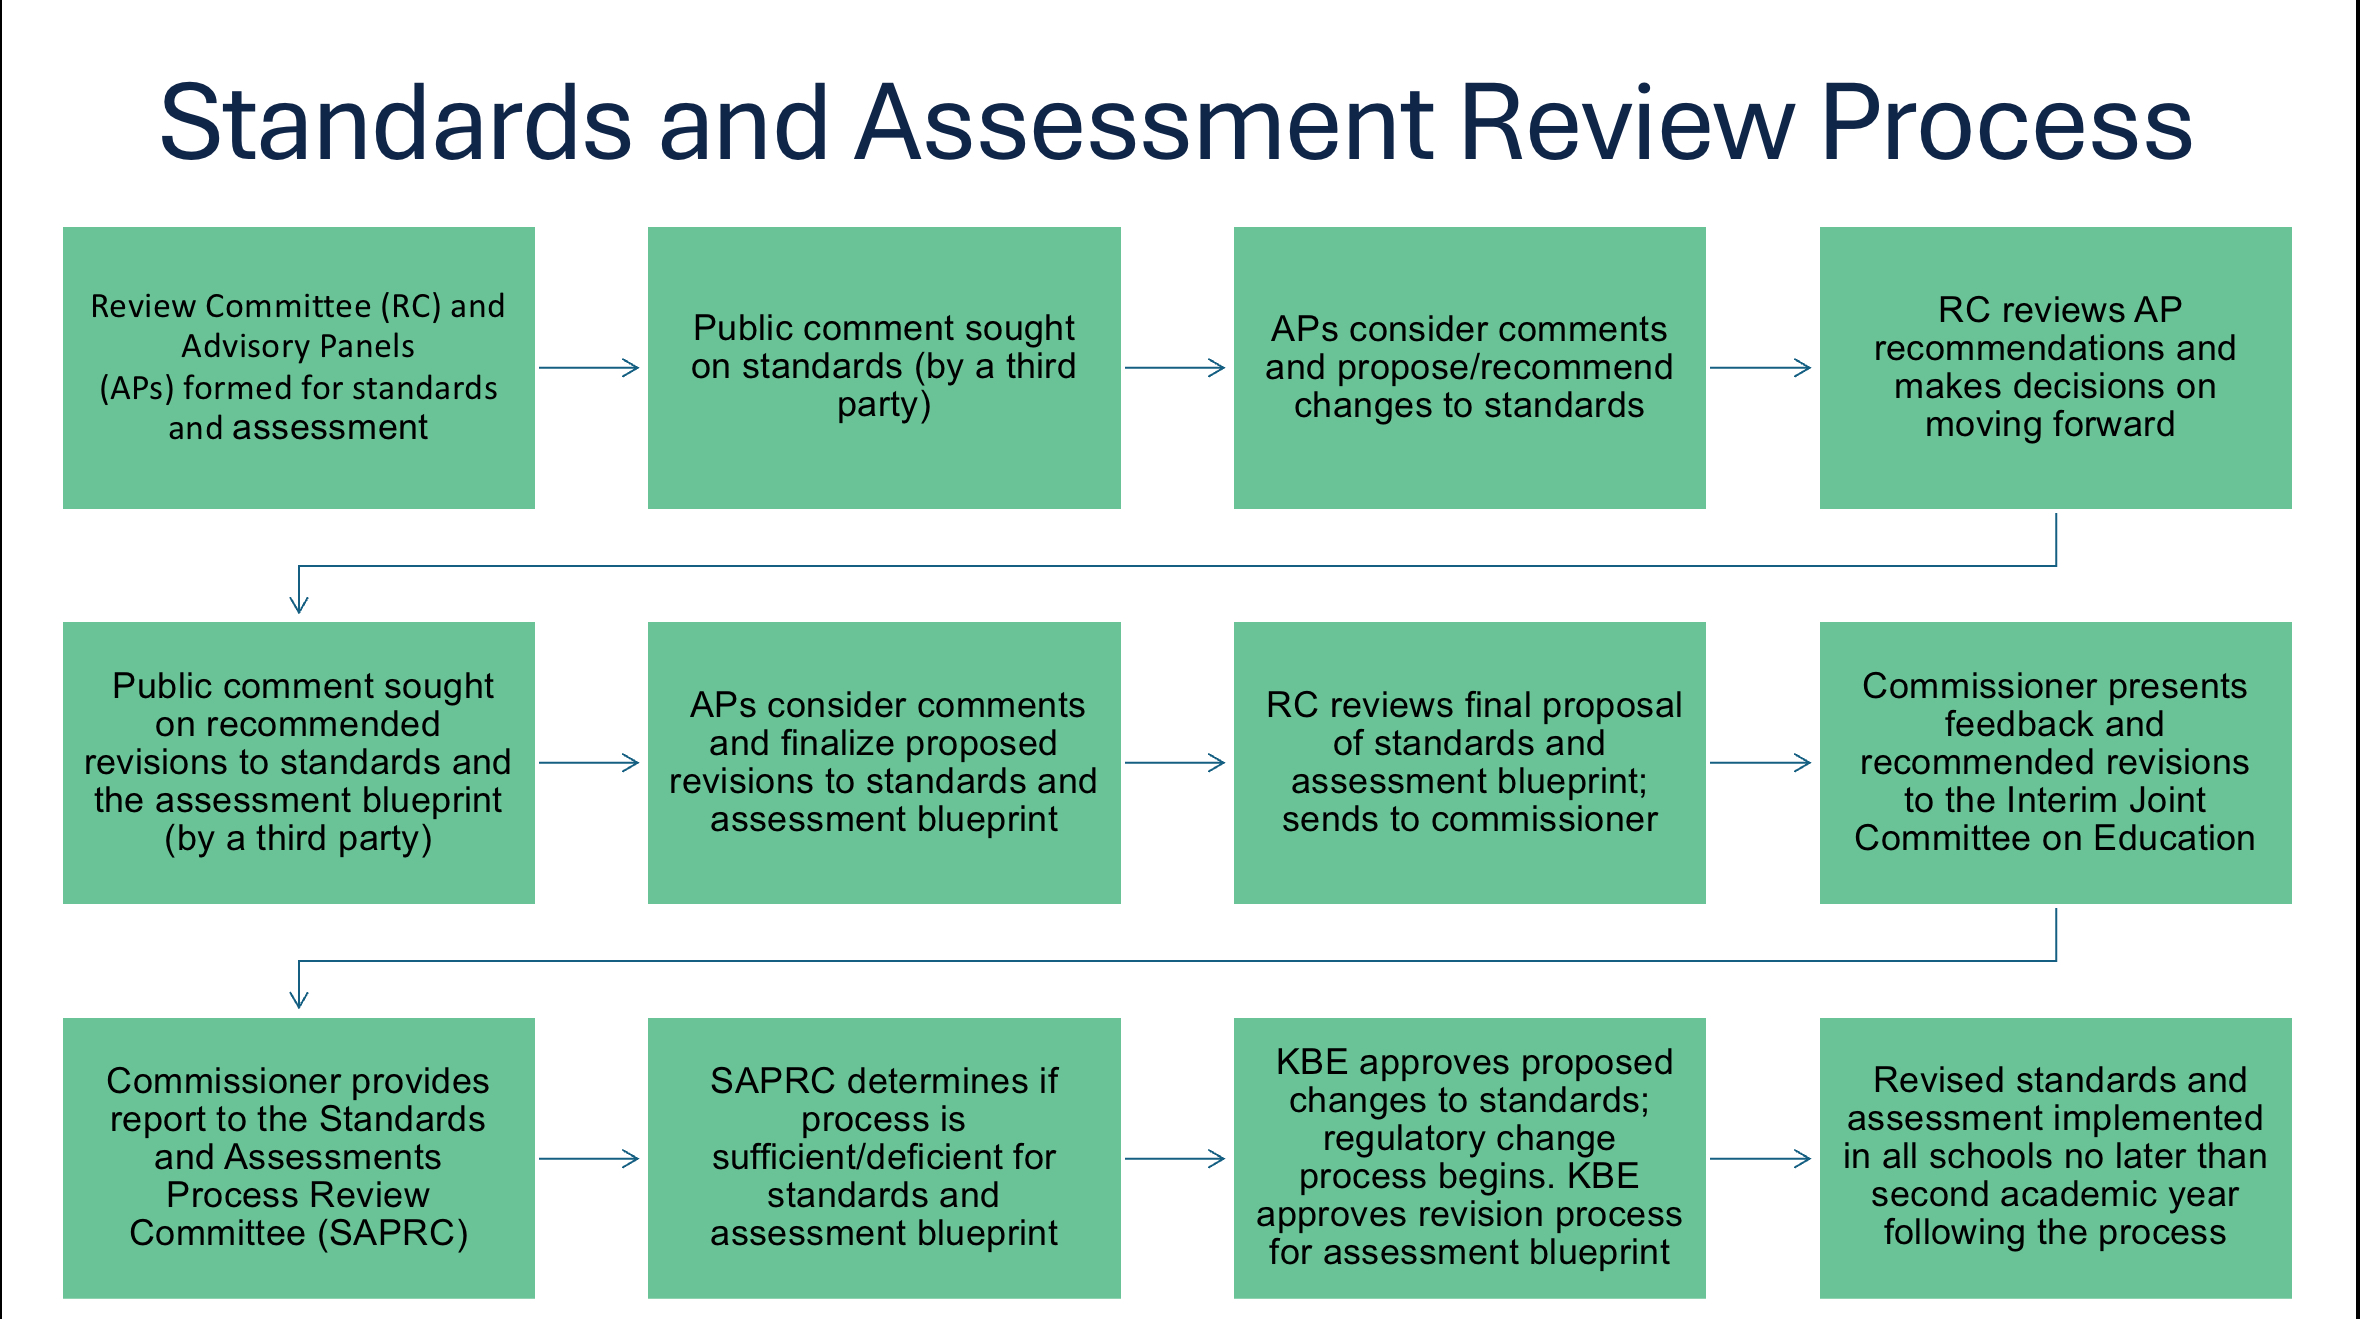 Standards and Assessment Review Process
Review Committee (RC) and
Advisory Panels
(APs) formed for standards
and assessment
Public comment sought
on standards (by a third
party)
APs consider comments
and propose/recommend
changes to standards
RC reviews AP
recommendations and
makes decisions on
moving forward
Public comment sought
on recommended
revisions to standards and
the assessment blueprint
(by a third party)
APs consider comments
and finalize proposed
revisions to standards and
assessment blueprint
RC reviews final proposal
of standards and
assessment blueprint;
sends to commissioner
Commissioner presents
feedback and
recommended revisions
to the Interim Joint
Committee on Education
Commissioner provides
report to the Standards
and Assessments
Process Review
Committee (SAPRC)
SAPRC determines if
process is
sufficient/deficient for
standards and
assessment blueprint
KBE approves proposed
changes to standards;
regulatory change
process begins. KBE
approves revision process
for assessment blueprint
Revised standards and
assessment implemented
in all schools no later than
second academic year
following the process